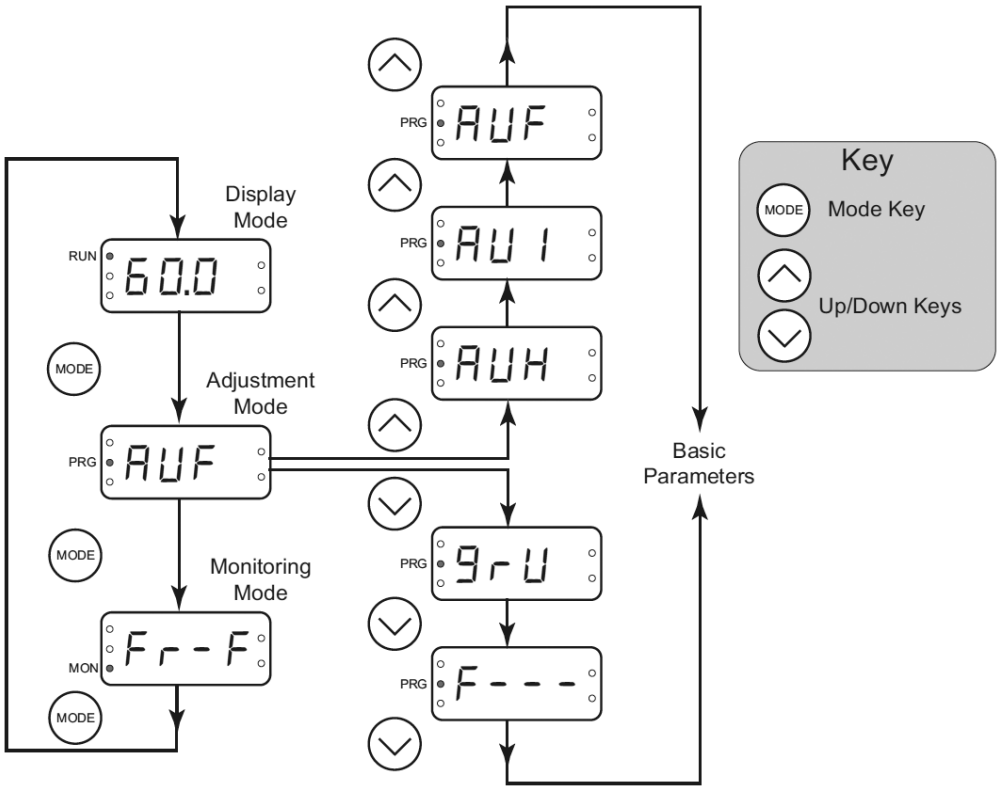 Display
Mode
RUN
60.0
MODE
Adjustment
Mode
PRG
AUF
MODE
Monitoring
Mode
Fr-F
MON
MODE
PRG
AUF
PRG
AU1
PRG
AUH
PRG
grU
PRG
F---
Basic
Parameters
Key
MODE
Mode Key
Up/Down Keys